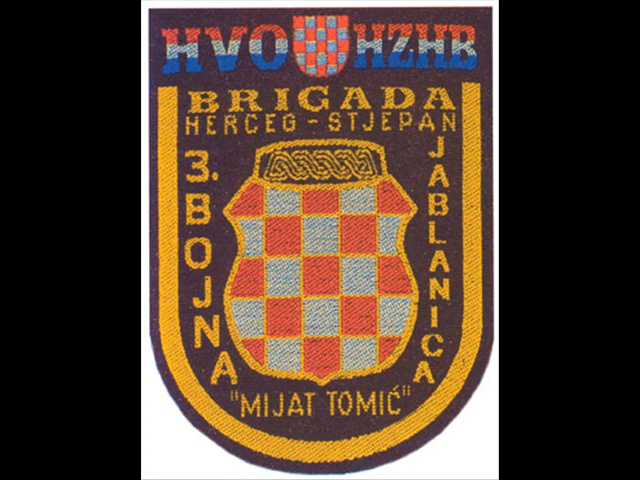 HVO HZHB
BRIGADA
HERCEG-STJEPAN
3. BOJNA
JABLANICA
"MIJAT TOMIĆ"